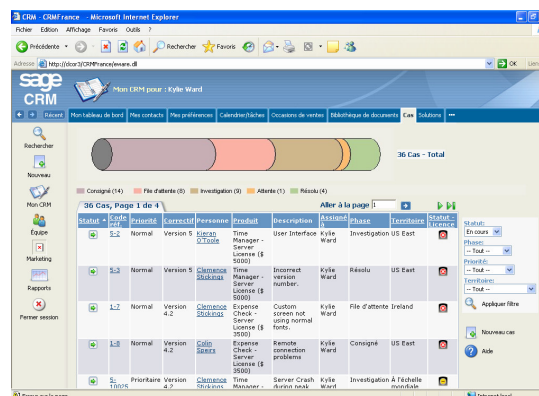 CRM - CRMFrance - Microsoft Internet Explorer
Fichier Edition Affichage Favoris Outils ?
Précédente Rechercher Favoris
Adresse http://dcor3/CRMFrance/eware.dll OK Liens
sage CRM
Mon CRM pour : Kylie Ward
Récent Mon tableau de bord Mes contacts Mes préférences Calendrier/tâches Occasions de ventes Bibliothèque de documents Cas Solutions
Rechercher
Nouveau
Mon CRM
Équipe
Marketing
Rapports
Fermer session
36 Cas - Total
Consigné (14) File d'attente (8) Investigation (9) Attente (1) Résolu (4)
36 Cas, Page 1 de 4 Aller à la page 1
Statut Code réf. Priorité Correctif Personne Produit Description Assigné à Phase Territoire Statut - Licence
5-2 Normal Version 5 Kieran O'Toole Time Manager - Server License ($ 5000) User Interface Kylie Ward Investigation US East
5-3 Normal Version 5 Clemence Stickings Time Manager - Server License ($ 5000) Incorrect version number. Kylie Ward Résolu US East
1-7 Normal Version 4.2 Clemence Stickings Expense Check - Server License ($ 3500) Custom screen not using normal fonts. Kylie Ward File d'attente Ireland
1-8 Normal Version 4.2 Colin Speirs Expense Check - Server License ($ 3500) Remote connection problems Kylie Ward Consigné US East
5-10025 Prioritaire Version 4.2 Clemence Stickings Time Manager - Server Crash during peak Kylie Ward Investigation À l'échelle mondiale
Statut:
En cours
Phase:
-- Tout --
Priorité:
-- Tout --
Territoire:
-- Tout --
Appliquer filtre
Nouveau cas
Aide